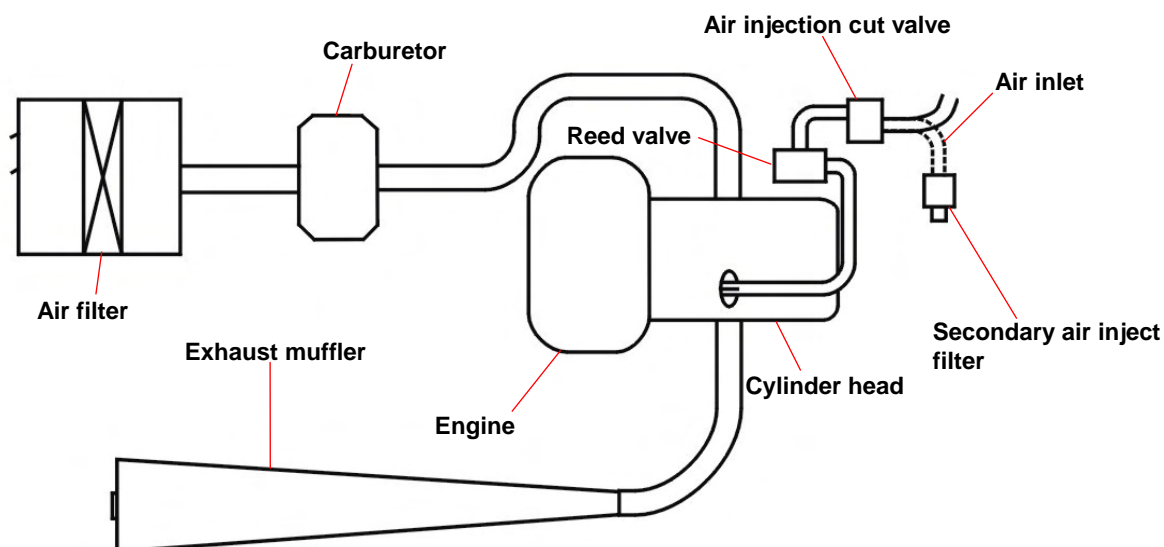 Air injection cut valve
Carburetor
Air inlet
Reed valve
Air filter
Secondary air inject
filter
Exhaust muffler
Cylinder head
Engine